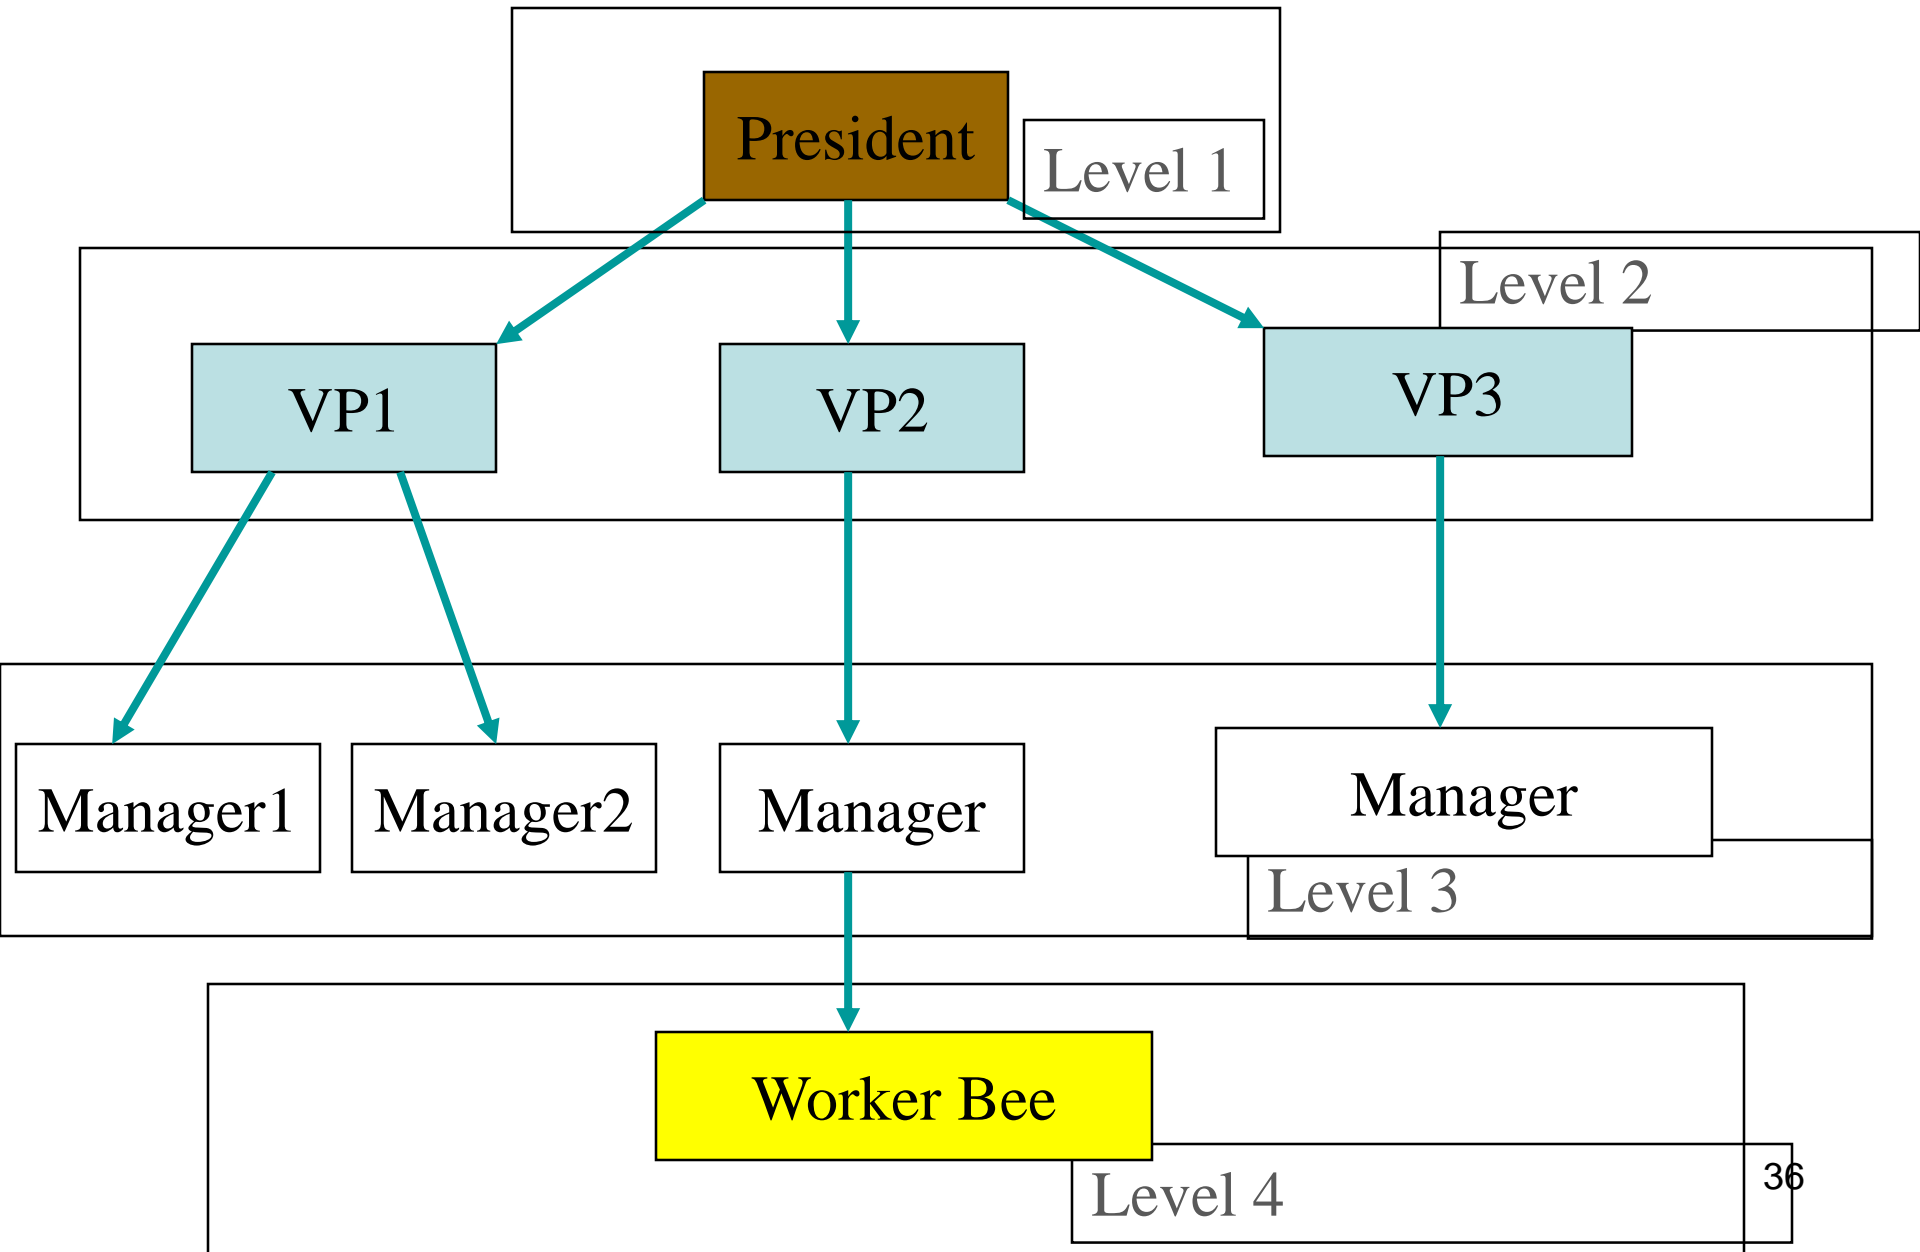 President
Level 1
Level 2
VP1
VP2
VP3
Manager1
Manager2
Manager
Manager
Level 3
Worker Bee
Level 4
36